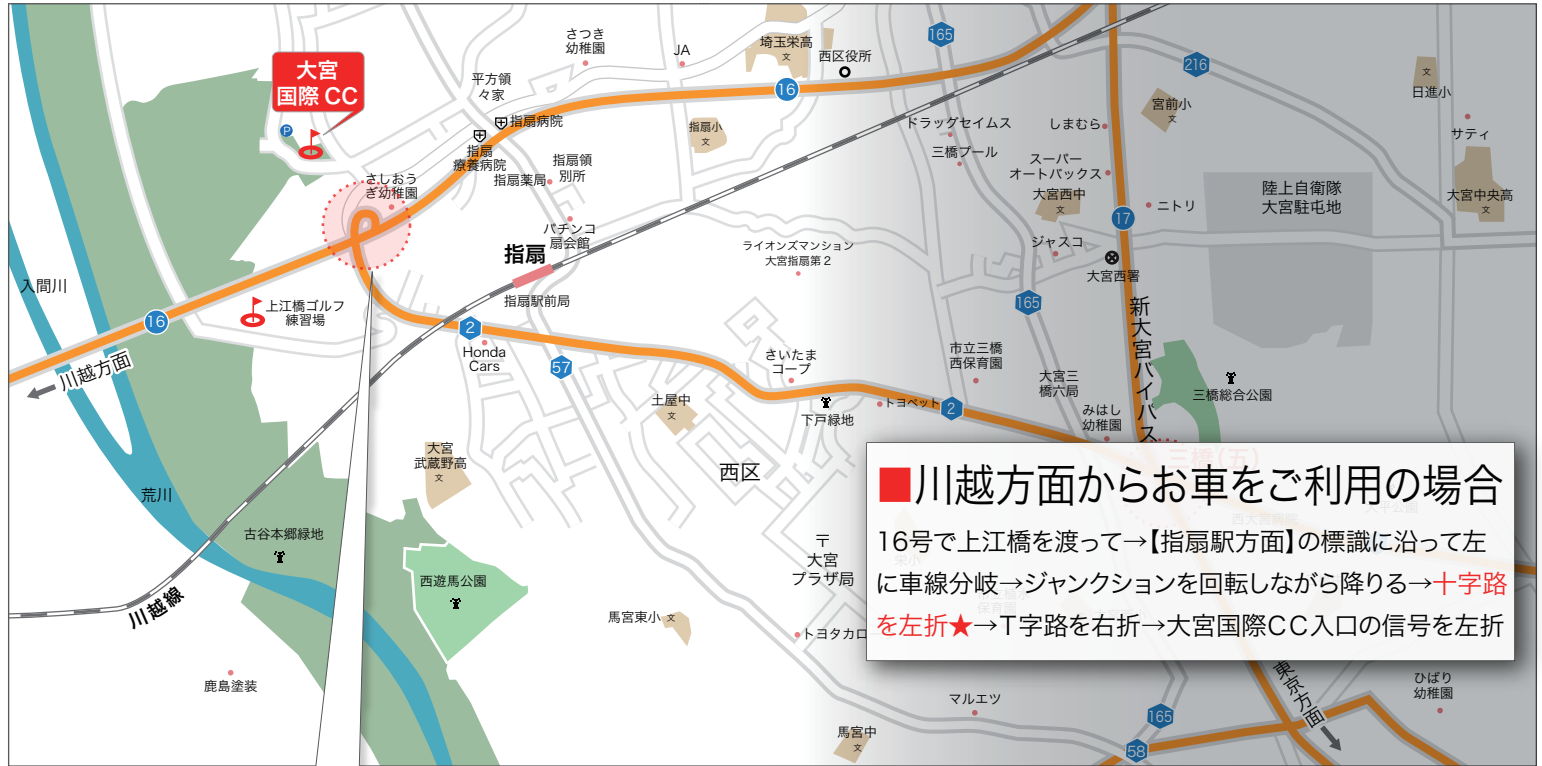 大宮
国際 CC
P
さつき
幼稚園
JA
埼玉栄高
文
西区役所
165
216
文
日進小
平方領
々家
16
指扇病院
指扇
療養病院
指扇領
別所
指扇薬局
指扇小
文
ドラッグセイムス
三橋プール
しまむら
宮前小
文
サティ
スーパー
オートバックス
大宮西中
文
ニトリ
17
陸上自衛隊
大宮駐屯地
大宮中央高
文
さしおう
ぎ幼稚園
パチンコ
扇会館
指扇
指扇駅前局
ライオンズマンション
大宮指扇第2
ジャスコ
大宮西署
165
新大宮バイパス
入間川
16
上江橋ゴルフ
練習場
川越方面
2
Honda
Cars
57
さいたま
コープ
市立三橋
西保育園
大宮三
橋六局
みはし
幼稚園
三橋総合公園
土屋中
文
下戸緑地
トヨペット
2
大宮
武蔵野高
文
西区
三橋(五)
■川越方面からお車をご利用の場合
16号で上江橋を渡って→【指扇駅方面】の標識に沿って左
に車線分岐→ジャンクションを回転しながら降りる→十字路
を左折★→T字路を右折→大宮国際CC入口の信号を左折
荒川
古谷本郷緑地
西遊馬公園
〒
大宮
プラザ局
川越線
馬宮東小
文
トヨタカロー
鹿島塗装
マルエツ
馬宮中
文
165
58
東京方面
ひばり
幼稚園